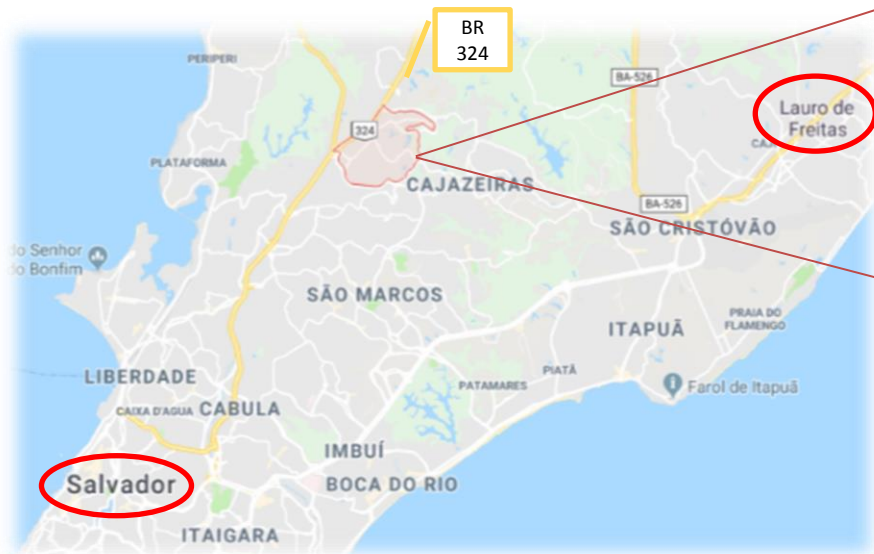 BR
324
PERIPERI
BA-526
Lauro de
Freitas
324
PLATAFORMA
CAJAZEIRAS
BA-526
SÃO CRISTÓVÃO
do Senhor
do Bonfim
SÃO MARCOS
PRAIA DO
FLAMENGO
ITAPUÃ
LIBERDADE
PIATÃ
PATAMARES
Farol de Itapuã
CAIXA D'AGUA
CABULA
IMBUÍ
Salvador
BOCA DO RIO
ITAIGARA